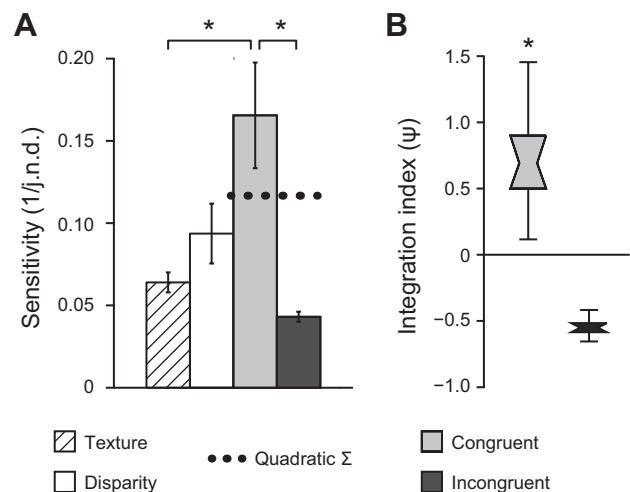 A
B
* *
*
Sensitivity (1/j.n.d.)
0.20
0.15
0.10
0.05
0
Integration index (ψ)
1.5
1.0
0.5
0
−0.5
−1.0
Texture
Disparity
Quadratic Σ
Congruent
Incongruent